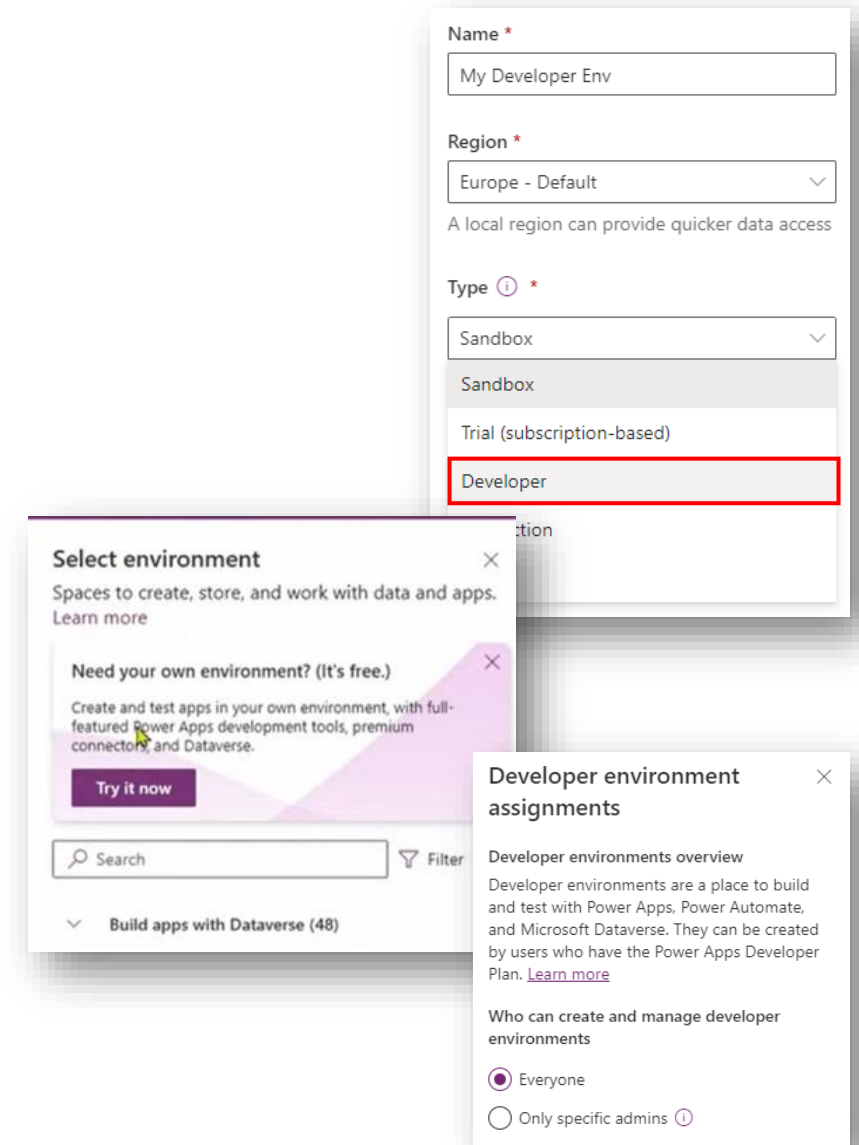 Name *
My Developer Env
Region *
Europe - Default
A local region can provide quicker data access
Type *
Sandbox
Sandbox
Trial (subscription-based)
Developer
ction
Select environment
Spaces to create, store, and work with data and apps.
Learn more
Need your own environment? (It's free.)
Create and test apps in your own environment, with full-
featured Power Apps development tools, premium
connectors, and Dataverse.
Try it now
Search
Filter
Build apps with Dataverse (48)
Developer environment
assignments
Developer environments overview
Developer environments are a place to build
and test with Power Apps, Power Automate,
and Microsoft Dataverse. They can be created
by users who have the Power Apps Developer
Plan. Learn more
Who can create and manage developer
environments
Everyone
Only specific admins